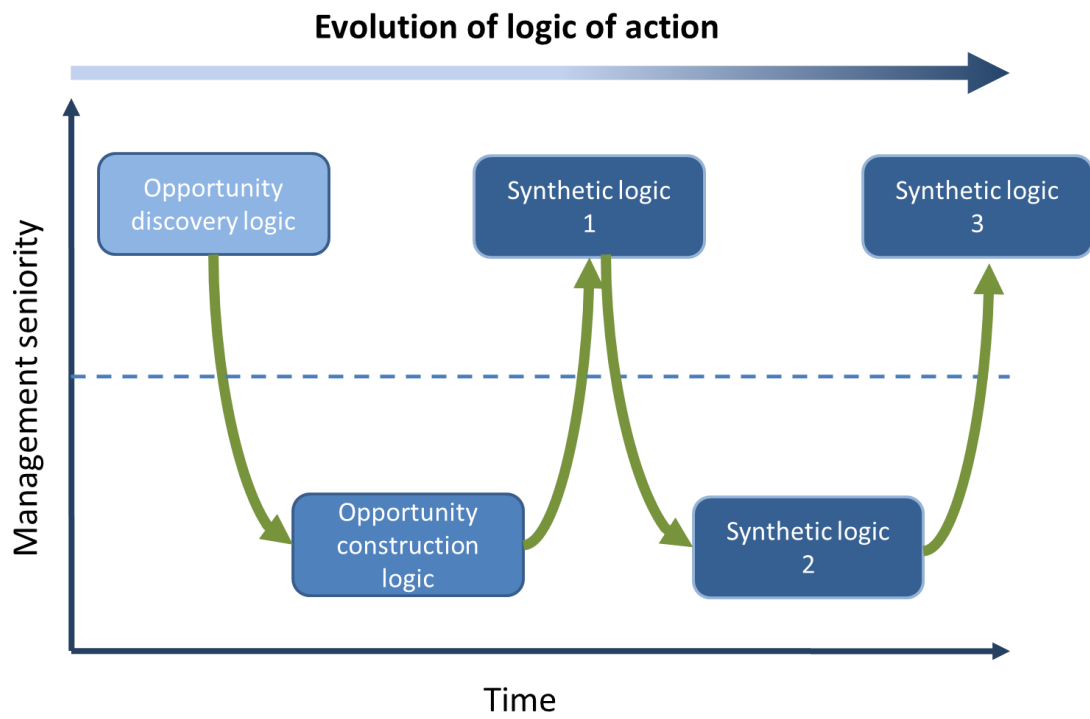 Evolution of logic of action
Management seniority
Opportunity
discovery logic
Synthetic logic
1
Synthetic logic
3
Opportunity
construction
logic
Synthetic logic
2
Time